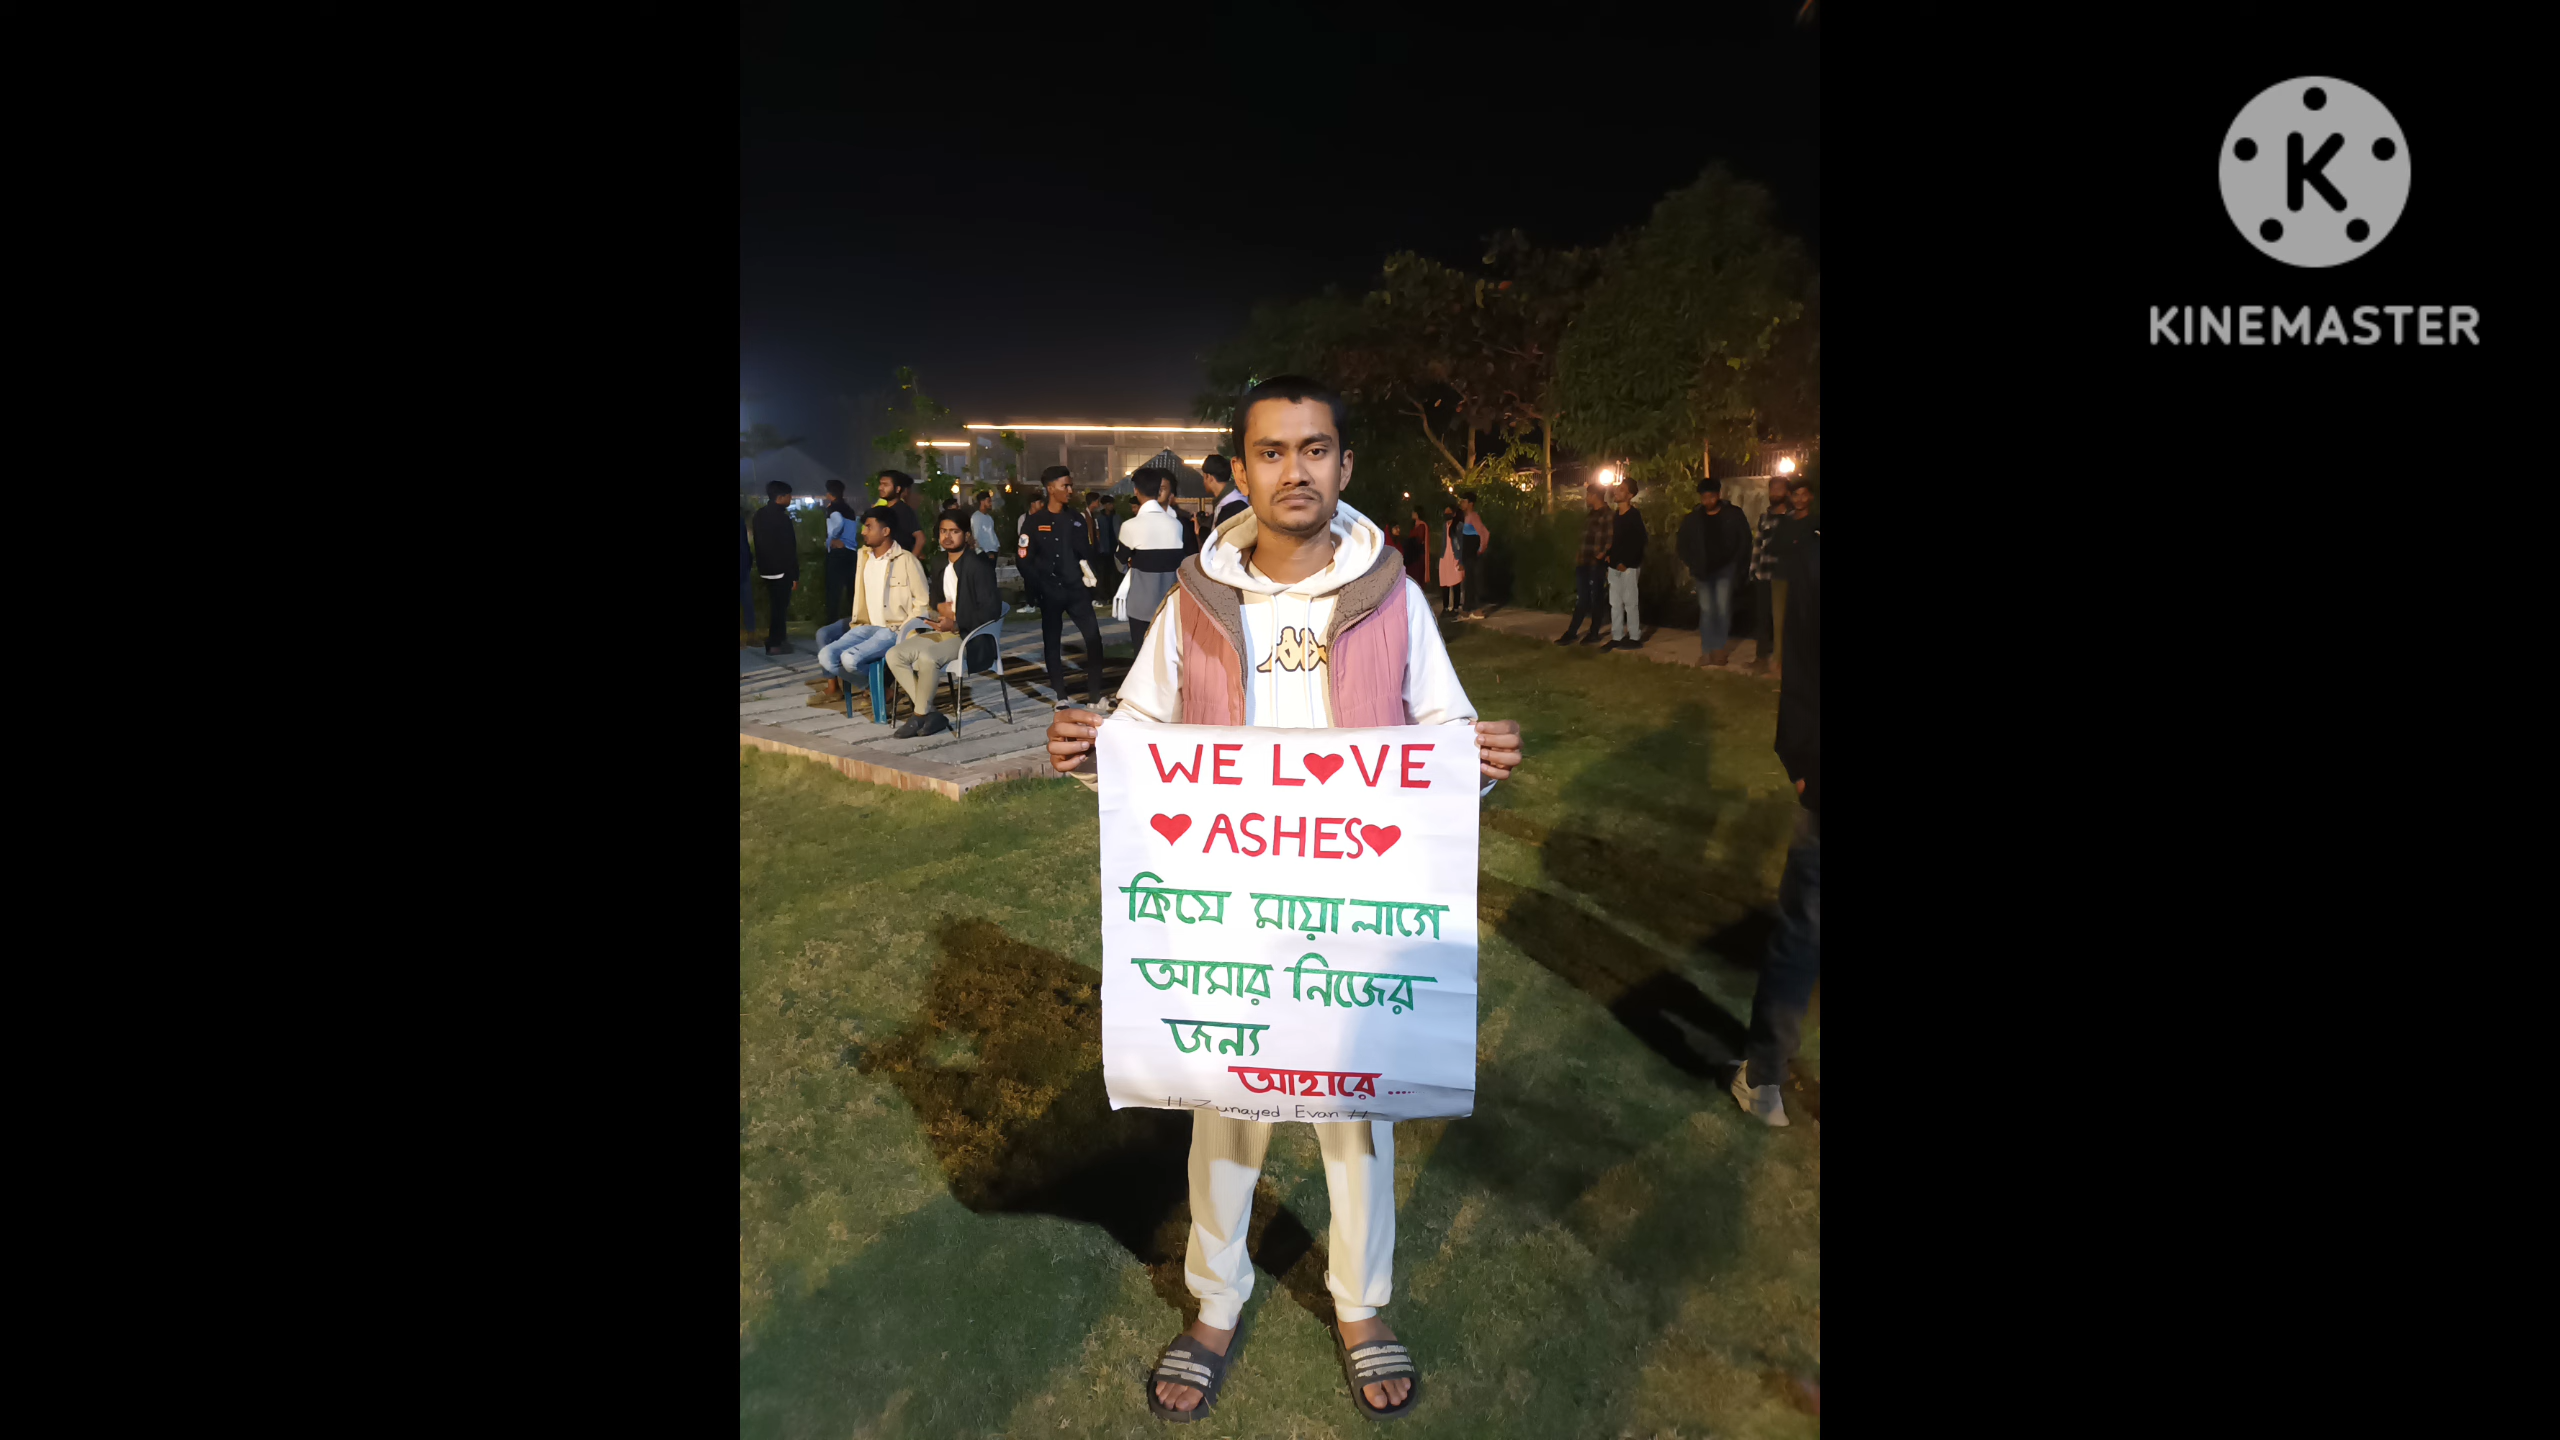 KINEMASTER
WE L♥VE
♥ ASHES♥
কিযে মায়া লাগে
আমার নিজের
জন্য
আহারে .....
// Zunayed Evan //